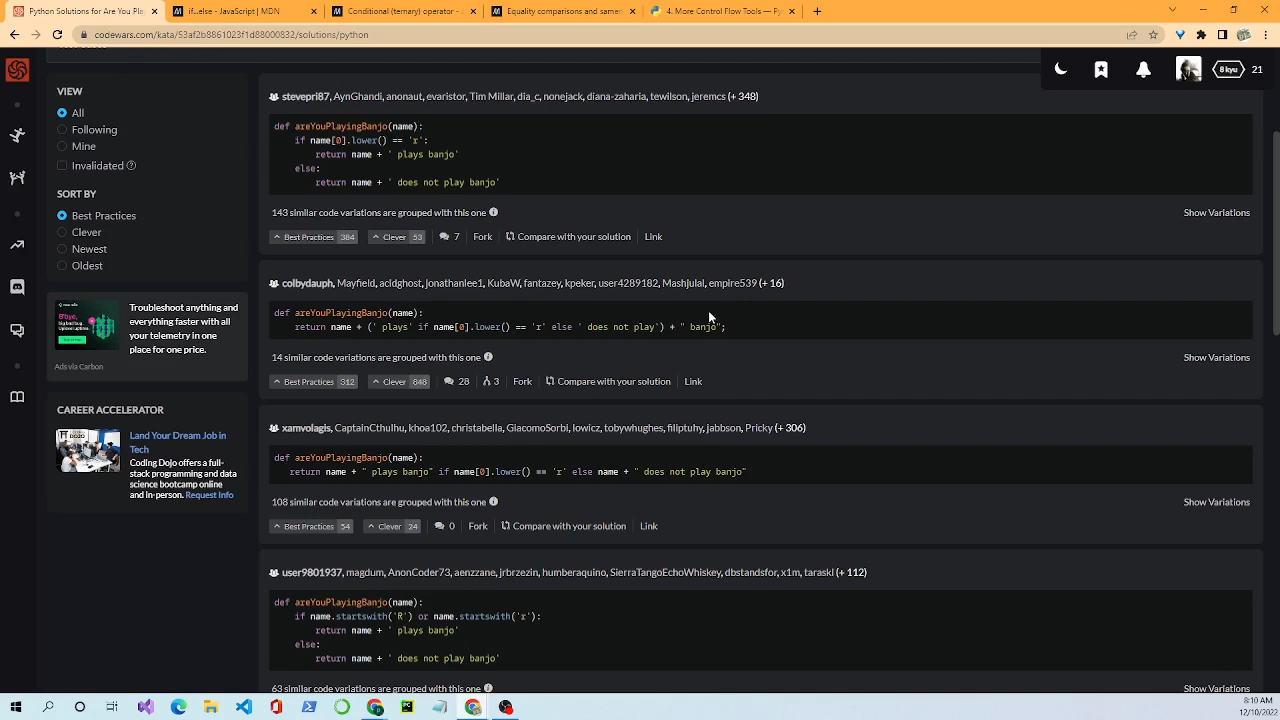 Python Solutions for Are You Pla
if...else - JavaScript | MDN
Conditional (ternary) operator -
Equality comparisons and samen
4. More Control Flow Tools — Py
codewars.com/kata/53af2b8861023f1d88000832/solutions/python
8 kyu
21
VIEW
All
Following
Mine
Invalidated
SORT BY
Best Practices
Clever
Newest
Oldest
Troubleshoot anything and
everything faster with all
your telemetry in one
place for one price.
Ads via Carbon
CAREER ACCELERATOR
Land Your Dream Job in
Tech
Coding Dojo offers a full-
stack programming and data
science bootcamp online
and in-person. Request Info
stevepri87, AynGhandi, anonaut, evaristor, Tim Millar, dia_c, nonejack, diana-zaharia, tewilson, jeremcs (+ 348)
def areYouPlayingBanjo(name):
if name[0].lower() == 'r':
return name + ' plays banjo'
else:
return name + ' does not play banjo'
143 similar code variations are grouped with this one
Show Variations
Best Practices 384 Clever 53 7 Fork Compare with your solution Link
colbydauph, Mayfield, acidghost, jonathanlee1, KubaW, fantazey, kpeker, user4289182, Mashjulal, empire539 (+ 16)
def areYouPlayingBanjo(name):
return name + (' plays' if name[0].lower() == 'r' else ' does not play') + " banjo";
14 similar code variations are grouped with this one
Show Variations
Best Practices 312 Clever 848 28 3 Fork Compare with your solution Link
xamvolagis, CaptainCthulhu, khoa102, christabella, GiacomoSorbi, lowicz, tobywhughes, filiptuhy, jabbson, Pricky (+ 306)
def areYouPlayingBanjo(name):
return name + " plays banjo" if name[0].lower() == 'r' else name + " does not play banjo"
108 similar code variations are grouped with this one
Show Variations
Best Practices 54 Clever 24 0 Fork Compare with your solution Link
user9801937, magdum, AnonCoder73, aenzzane, jrbrzezin, humberaquino, SierraTangoEchoWhiskey, dbstandsfor, x1m, taraskl (+ 112)
def areYouPlayingBanjo(name):
if name.startswith('R') or name.startswith('r'):
return name + ' plays banjo'
else:
return name + ' does not play banjo'
63 similar code variations are grouped with this one
Show Variations
8:10 AM